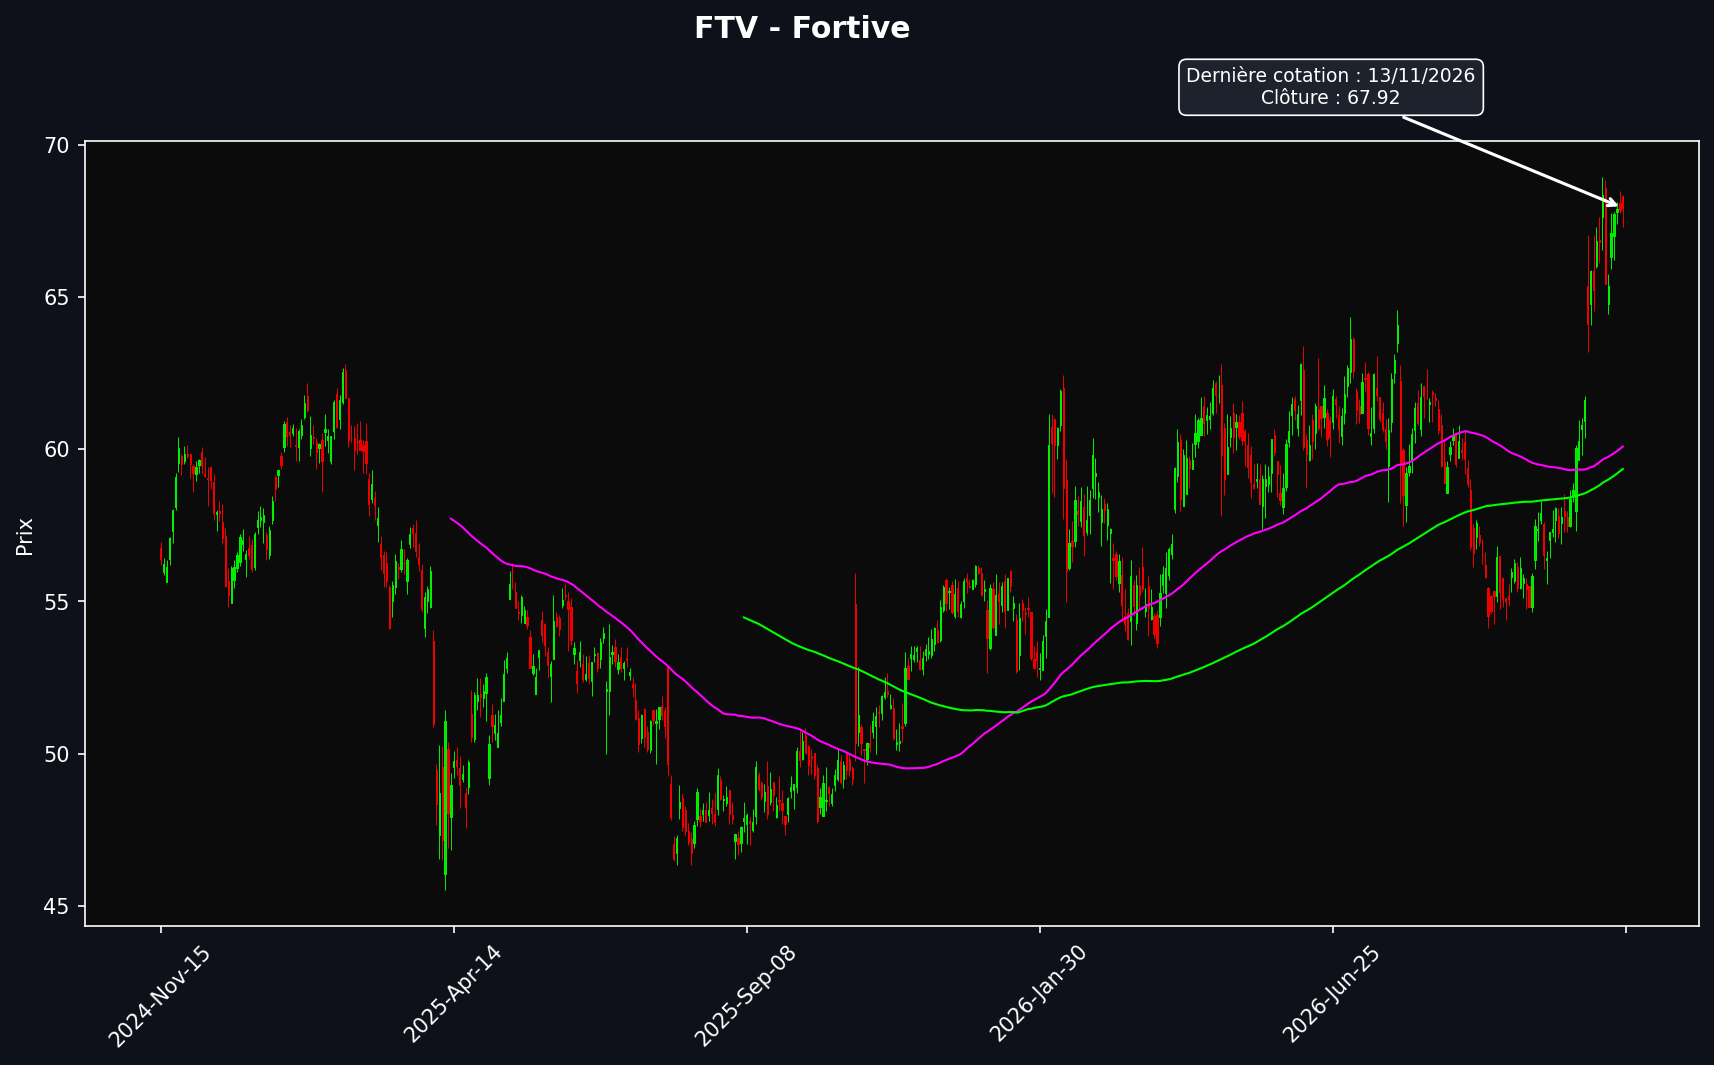 FTV - Fortive
Dernière cotation : 13/11/2026
Clôture : 67.92
70
65
60
55
50
45
Prix
2024-Nov-15
2025-Apr-14
2025-Sep-08
2026-Jan-30
2026-Jun-25